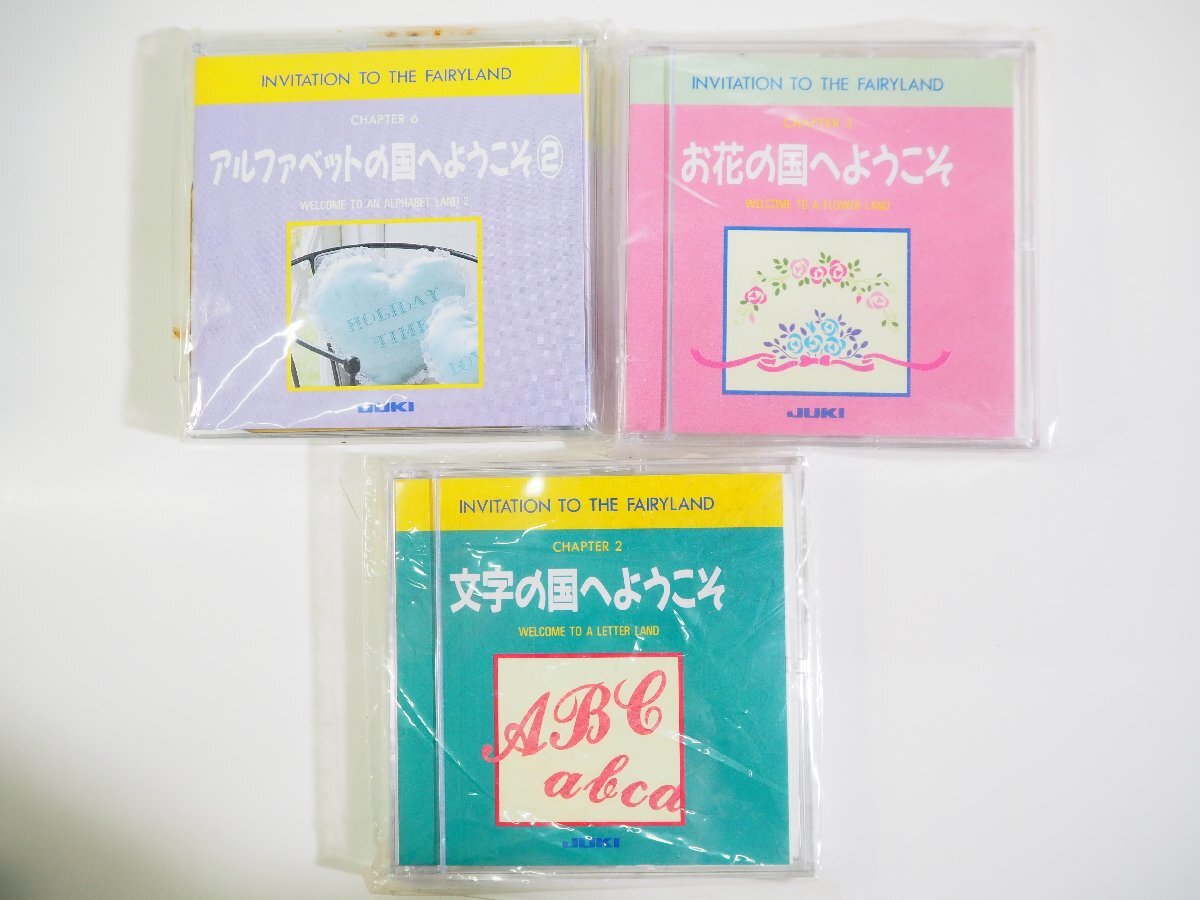 INVITATION TO THE FAIRYLAND
CHAPTER 6
アルファベットの国へようこそ②
WELCOME TO AN ALPHABET LAND 2
HOLIDAY
TIME
JUKI
INVITATION TO THE FAIRYLAND
CHAPTER 3
お花の国へようこそ
WELCOME TO A FLOWER LAND
JUKI
INVITATION TO THE FAIRYLAND
CHAPTER 2
文字の国へようこそ
WELCOME TO A LETTER LAND
ABC
abca
JUKI